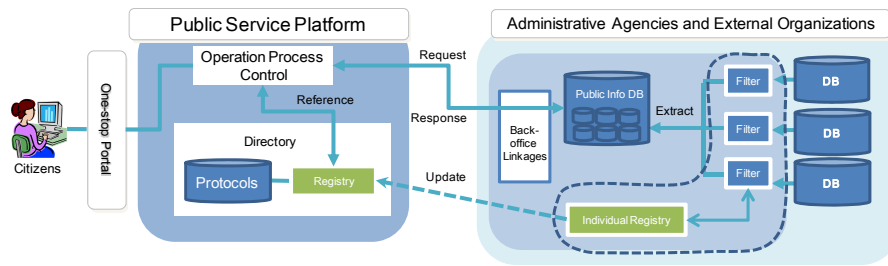 Public Service Platform
Administrative Agencies and External Organizations
Operation Process
Control
Request
Reference
Response
One-stop Portal
Citizens
Directory
Protocols
Registry
Update
Back-
office
Linkages
Public Info DB
Extract
Filter
DB
Filter
DB
Filter
DB
Individual Registry